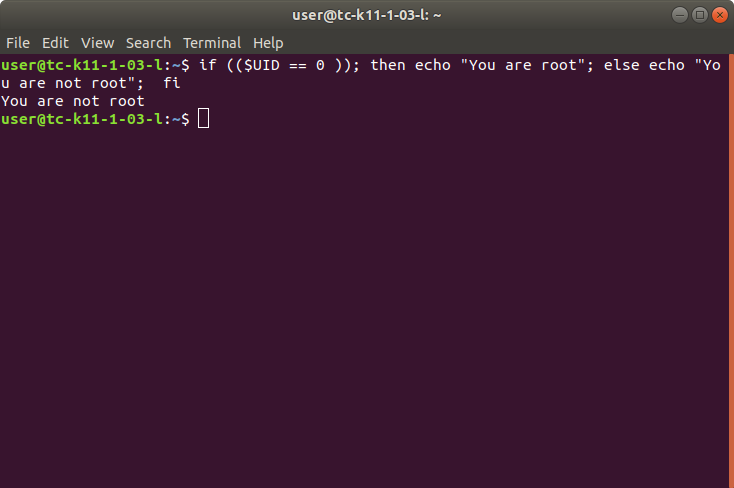 user@tc-k11-1-03-l: ~
File Edit View Search Terminal Help
user@tc-k11-1-03-l:~$ if (($UID == 0 )); then echo "You are root"; else echo "Yo
u are not root";  fi
You are not root
user@tc-k11-1-03-l:~$